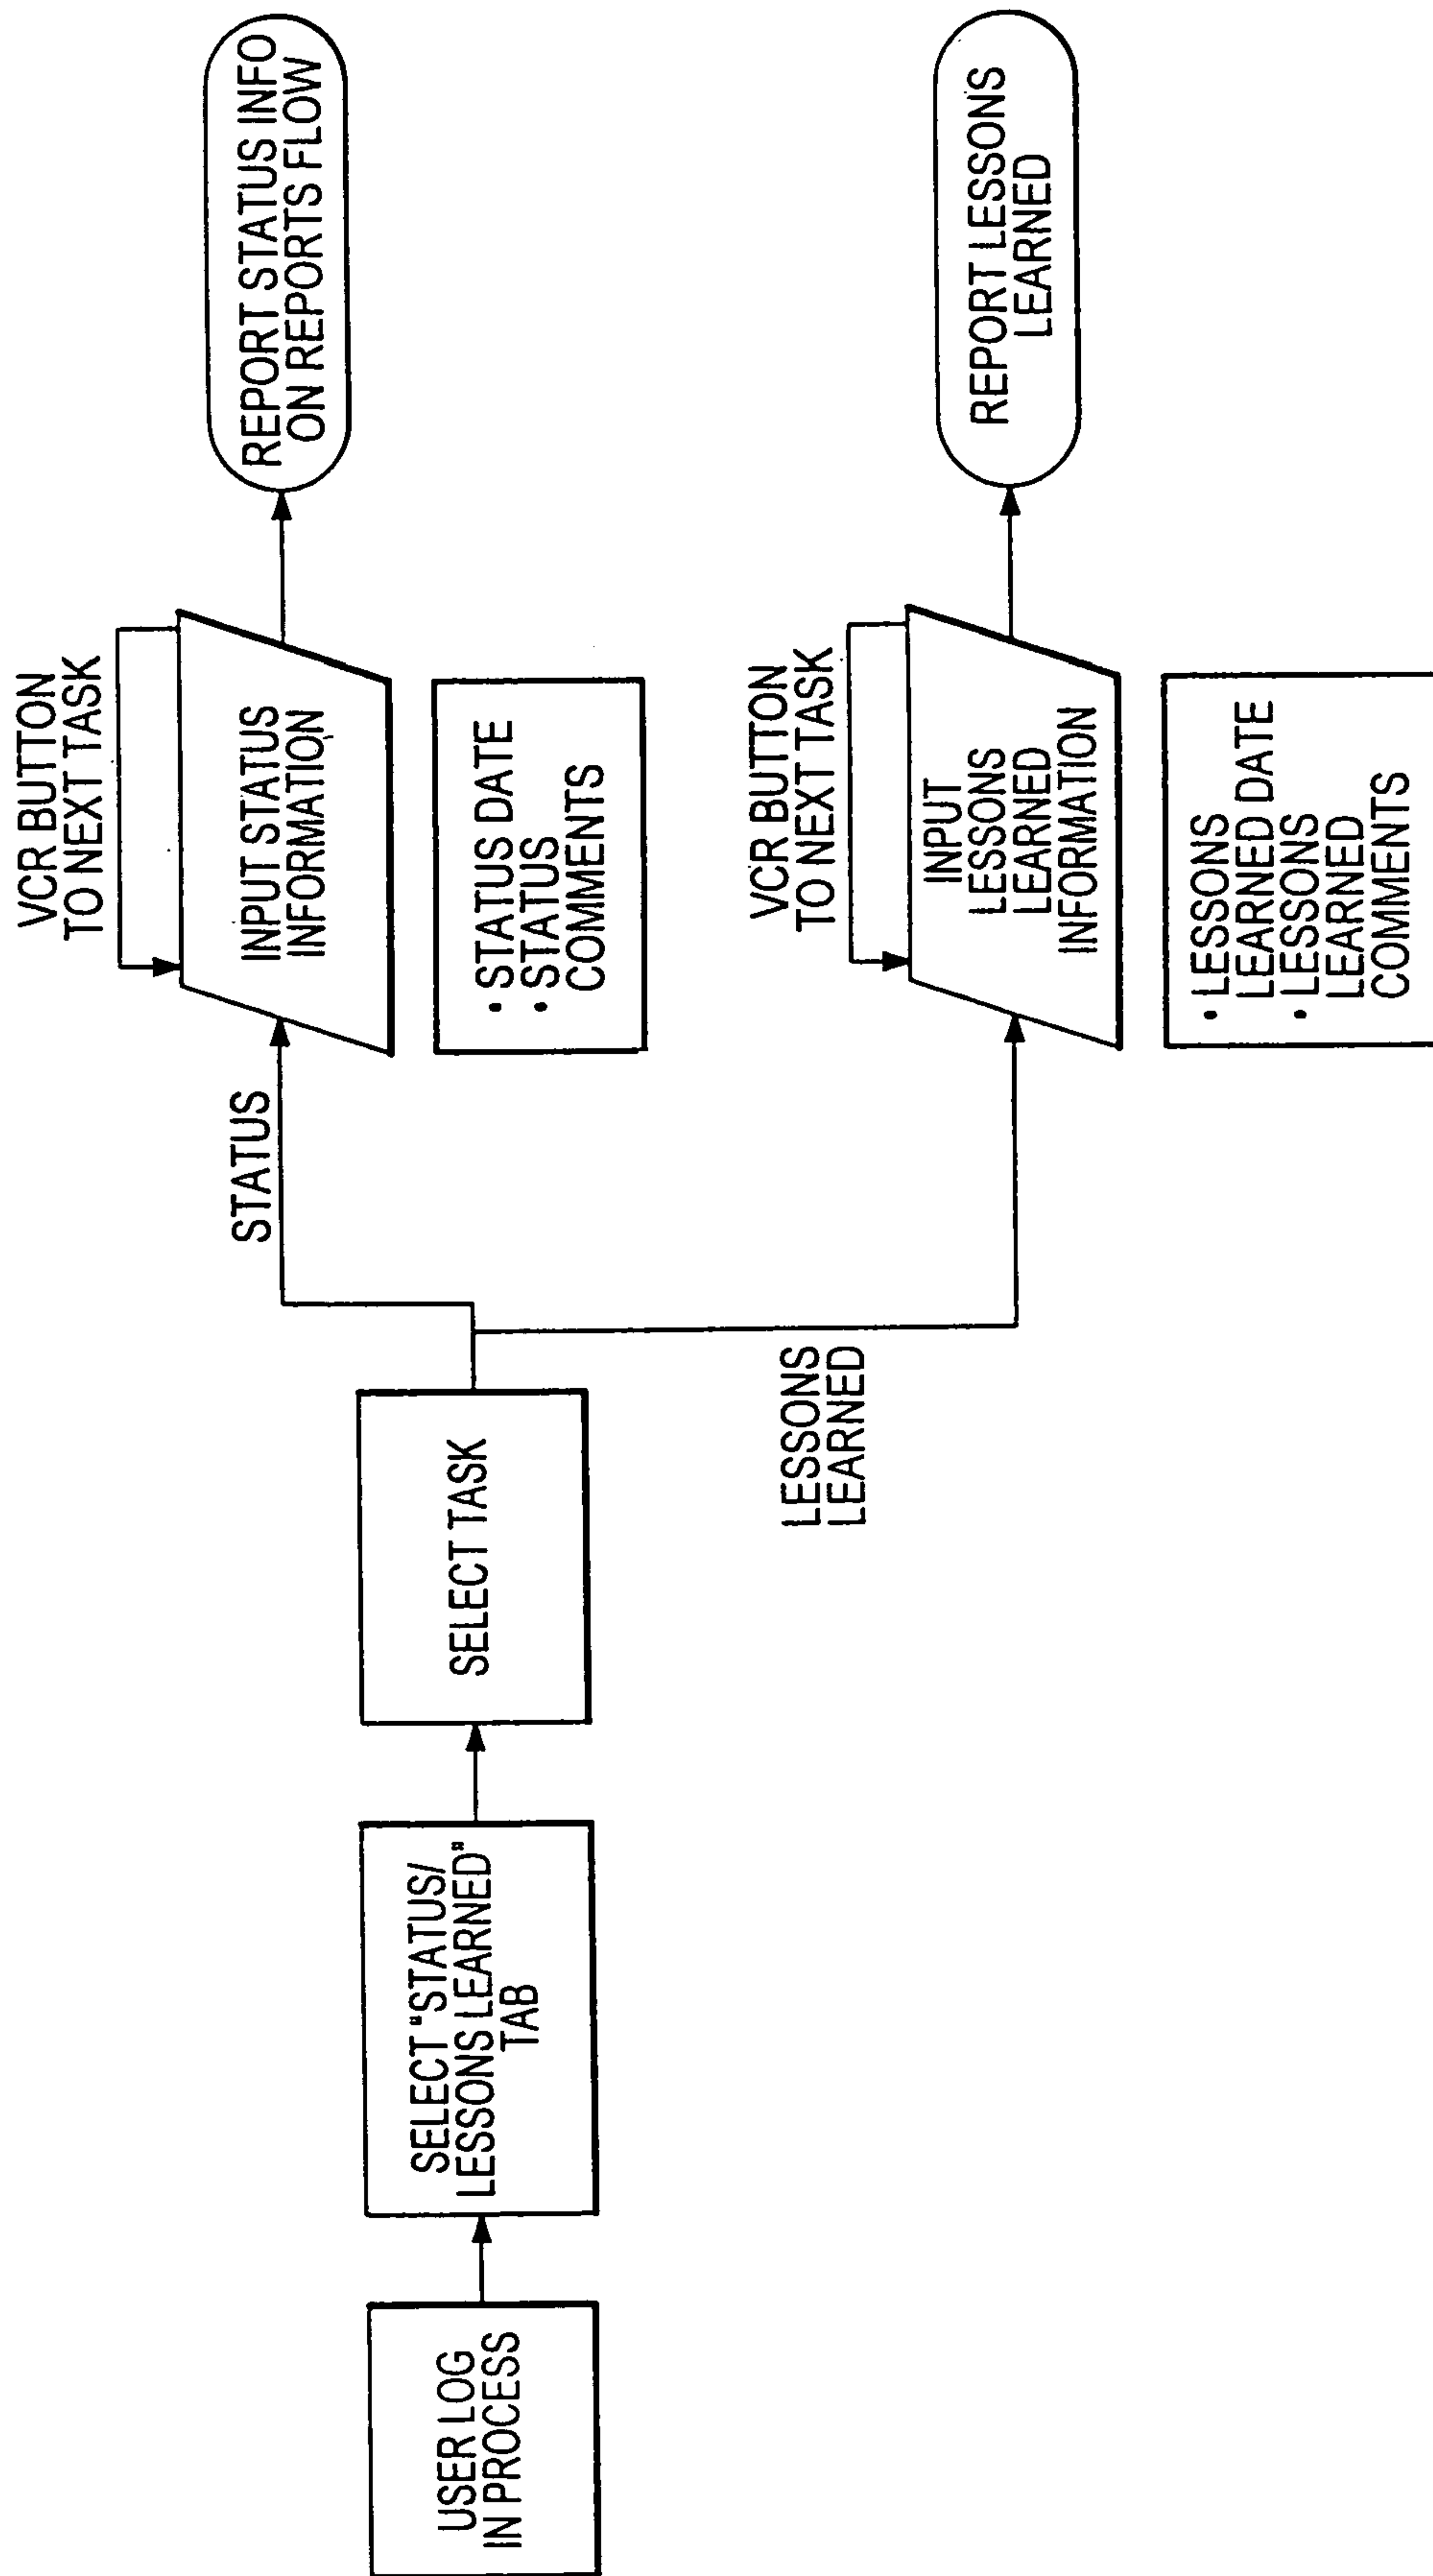 USER LOG
IN PROCESS
SELECT "STATUS/
LESSONS LEARNED"
TAB
SELECT TASK
STATUS
LESSONS
LEARNED
VCR BUTTON
TO NEXT TASK
INPUT STATUS
INFORMATION
• STATUS DATE
• STATUS
COMMENTS
REPORT STATUS INFO
ON REPORTS FLOW
VCR BUTTON
TO NEXT TASK
INPUT
LESSONS
LEARNED
INFORMATION
• LESSONS
LEARNED DATE
• LESSONS
LEARNED
COMMENTS
REPORT LESSONS
LEARNED